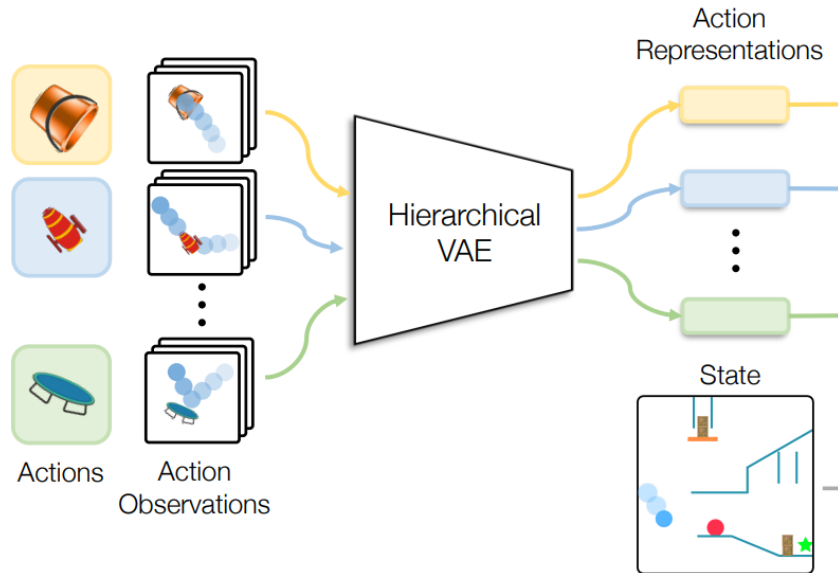 Action
Representations
Hierarchical
VAE
State
Actions
Action
Observations